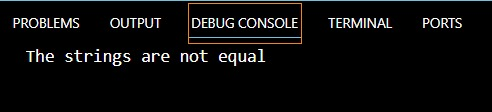 PROBLEMS OUTPUT DEBUG CONSOLE TERMINAL PORTS
The strings are not equal